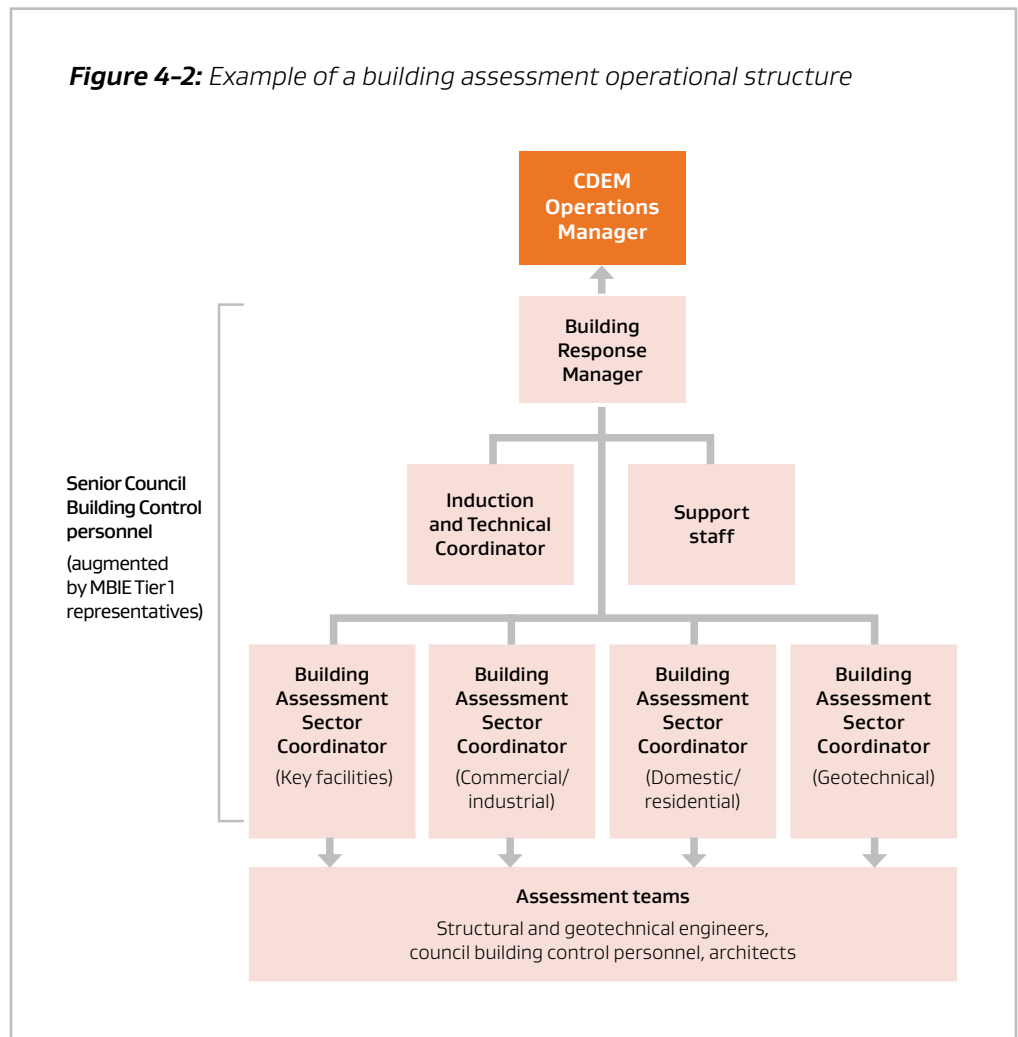 Figure 4-2: Example of a building assessment operational structure
CDEM
Operations
Manager
Building
Response
Manager
Senior Council
Building Control
personnel
(augmented
by MBIE Tier 1
representatives)
Induction
and Technical
Coordinator
Support
staff
Building
Assessment
Sector
Coordinator
(Key facilities)
Building
Assessment
Sector
Coordinator
(Commercial/
industrial)
Building
Assessment
Sector
Coordinator
(Domestic/
residential)
Building
Assessment
Sector
Coordinator
(Geotechnical)
Assessment teams
Structural and geotechnical engineers,
council building control personnel, architects